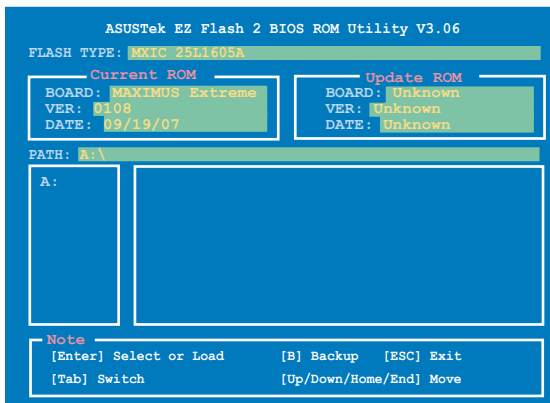 ASUSTek EZ Flash 2 BIOS ROM Utility V3.06
FLASH TYPE: MXIC 25L1605A
Current ROM
BOARD: MAXIMUS Extreme
VER: 0108
DATE: 09/19/07
Update ROM
BOARD: Unknown
VER: Unknown
DATE: Unknown
PATH: A:\
A:
Note
[Enter] Select or Load [B] Backup [ESC] Exit
[Tab] Switch [Up/Down/Home/End] Move